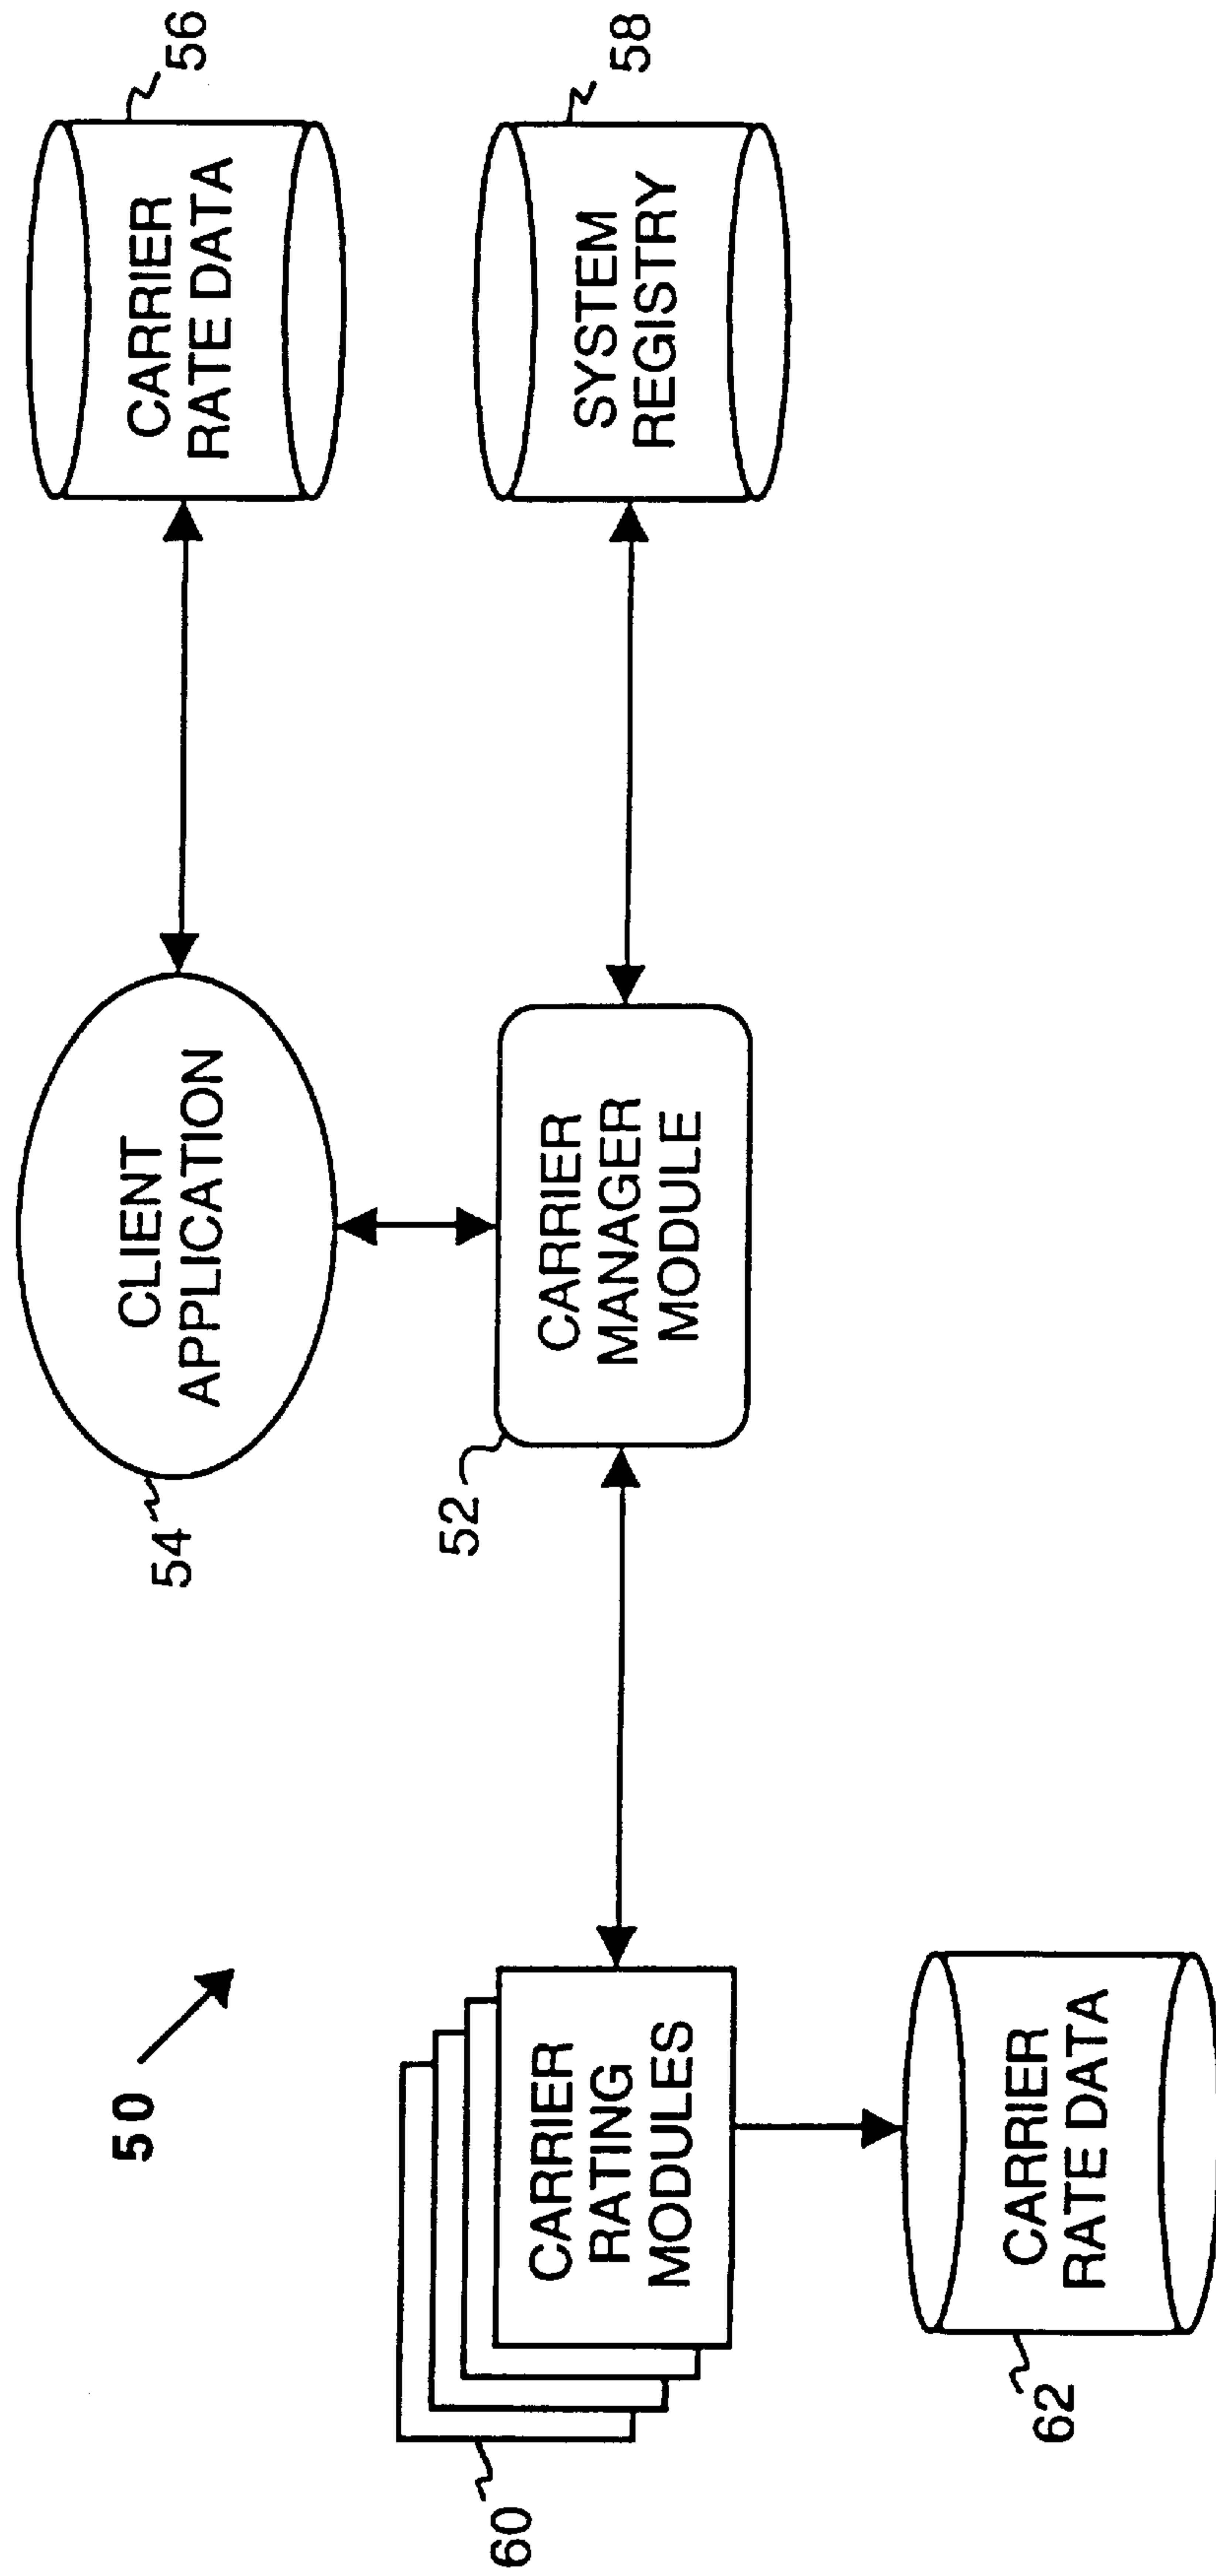 50
54
CLIENT
APPLICATION
CARRIER
RATE DATA
56
60
CARRIER
RATING
MODULES
52
CARRIER
MANAGER
MODULE
SYSTEM
REGISTRY
58
62
CARRIER
RATE DATA